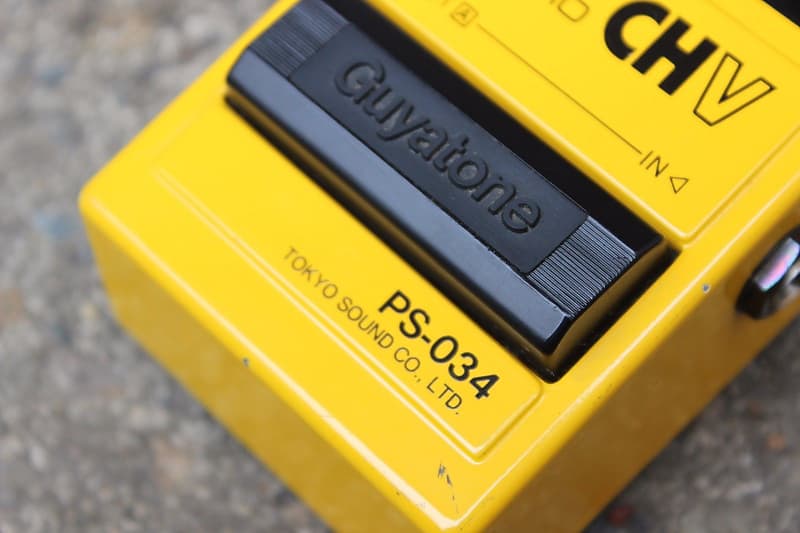 CHV
A
IN
Guyatone
PS-034
TOKYO SOUND CO., LTD.